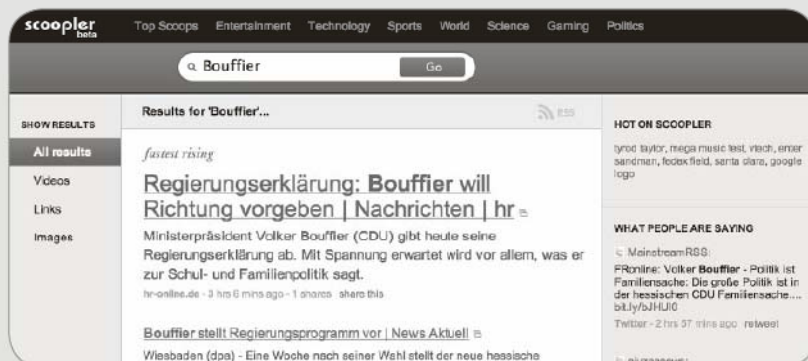 scoopler
beta
Top Scoops Entertainment Technology Sports World Science Gaming Politics
Bouffier
Go
SHOW RESULTS
All results
Videos
Links
Images
Results for 'Bouffier'...
RSS
fastest rising
Regierungserklärung: Bouffier will
Richtung vorgeben | Nachrichten | hr
Ministerpräsident Volker Bouffier (CDU) gibt heute seine
Regierungserklärung ab. Mit Spannung erwartet wird vor allem, was er
zur Schul- und Familienpolitik sagt.
hr-online.de - 3 hrs 6 mins ago - 1 shares share this
Bouffier stellt Regierungsprogramm vor | News Aktuell
Wiesbaden (dpa) - Eine Woche nach seiner Wahl stellt der neue hessische
HOT ON SCOOPLER
tyrod taylor, mega music fest, vtech, enter
sandman, fedex field, santa clara, google
logo
WHAT PEOPLE ARE SAYING
MainstreamRSS:
FRonline: Volker Bouffier - Politik ist
Familiensache: Die große Politik ist in
der hessischen CDU Familiensache....
bit.ly/bJHUI0
Twitter - 2 hrs 57 mins ago retweet